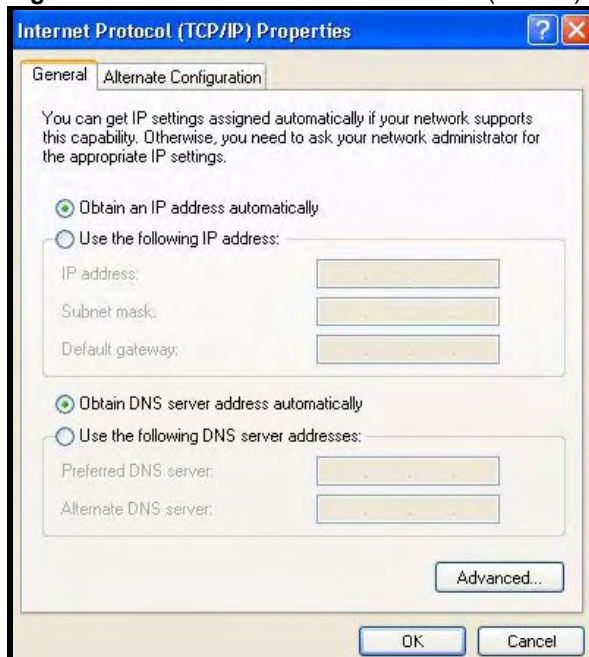 Internet Protocol (TCP/IP) Properties
General
Alternate Configuration
You can get IP settings assigned automatically if your network supports
this capability. Otherwise, you need to ask your network administrator for
the appropriate IP settings.
Obtain an IP address automatically
Use the following IP address:
IP address:
Subnet mask:
Default gateway:
Obtain DNS server address automatically
Use the following DNS server addresses:
Preferred DNS server:
Alternate DNS server:
Advanced...
OK
Cancel